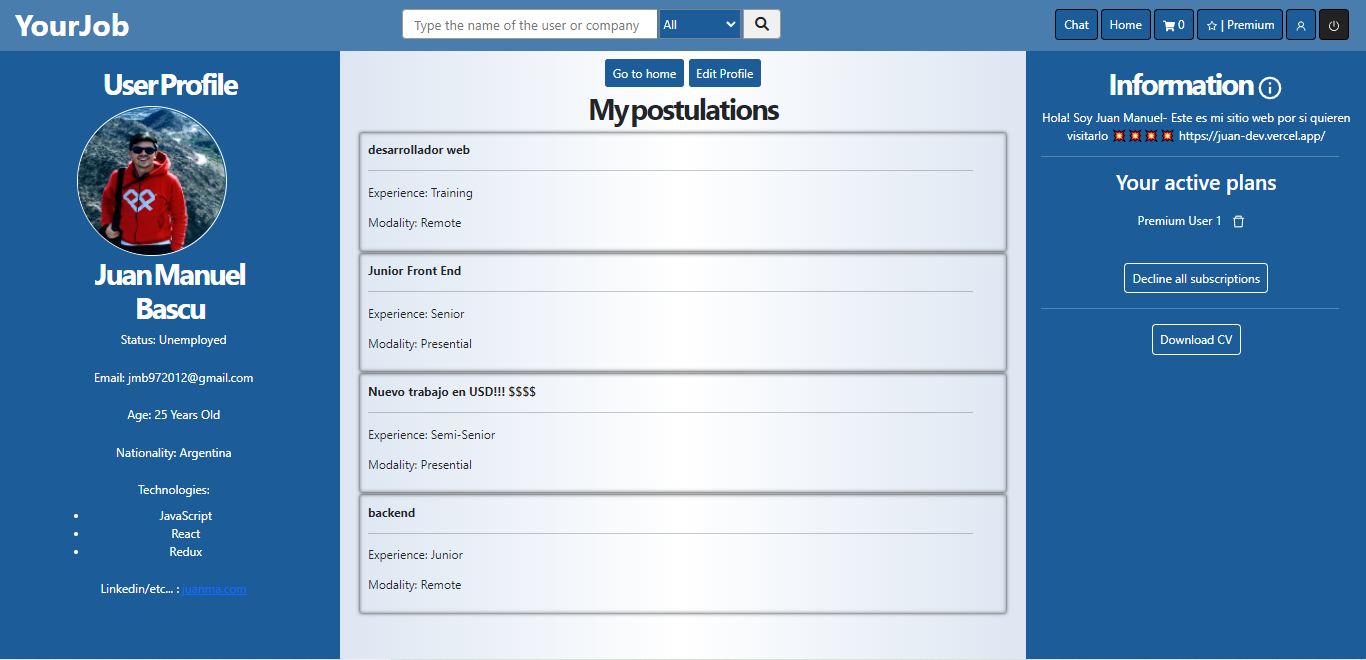 YourJob
Type the name of the user or company
All
Chat
Home
0
| Premium
User Profile
Juan Manuel
Bascu
Status: Unemployed
Email: jmb972012@gmail.com
Age: 25 Years Old
Nationality: Argentina
Technologies:
• JavaScript
• React
• Redux
Linkedin/etc... : juanma.com
Go to home
Edit Profile
My postulations
desarrollador web
Experience: Training
Modality: Remote
Junior Front End
Experience: Senior
Modality: Presential
Nuevo trabajo en USD!!! $$$$
Experience: Semi-Senior
Modality: Presential
backend
Experience: Junior
Modality: Remote
Information
Hola! Soy Juan Manuel- Este es mi sitio web por si quieren
visitarlo 💥💥💥💥 https://juan-dev.vercel.app/
Your active plans
Premium User 1
Decline all subscriptions
Download CV